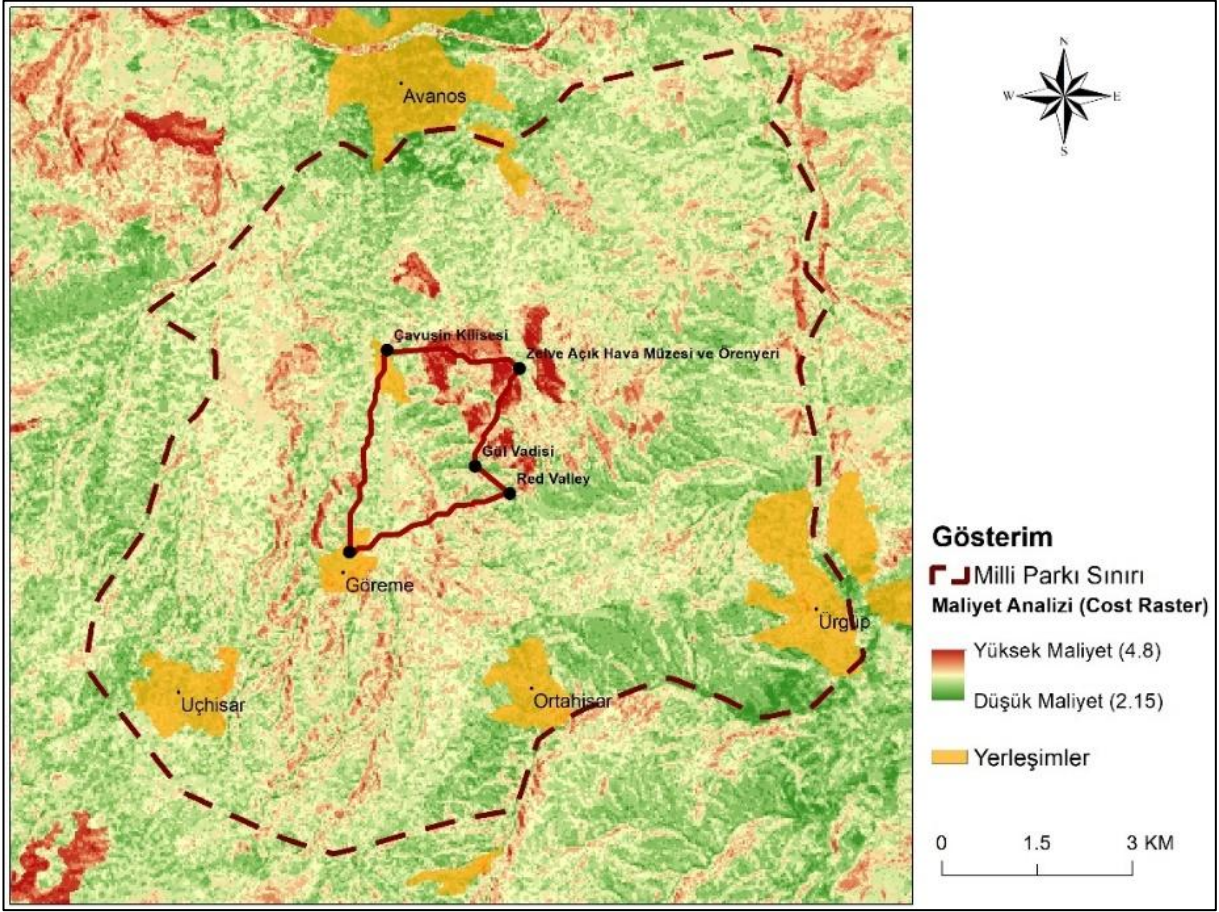 Avanos
Çavuşin Kilisesi
Zelve Açık Hava Müzesi ve Örenyeri
Gül Vadisi
Red Valley
Göreme
Ürgüp
Uçhisar
Ortahisar
N
W E
S
Gösterim
Milli Parkı Sınırı
Maliyet Analizi (Cost Raster)
Yüksek Maliyet (4.8)
Düşük Maliyet (2.15)
Yerleşimler
0 1.5 3 KM